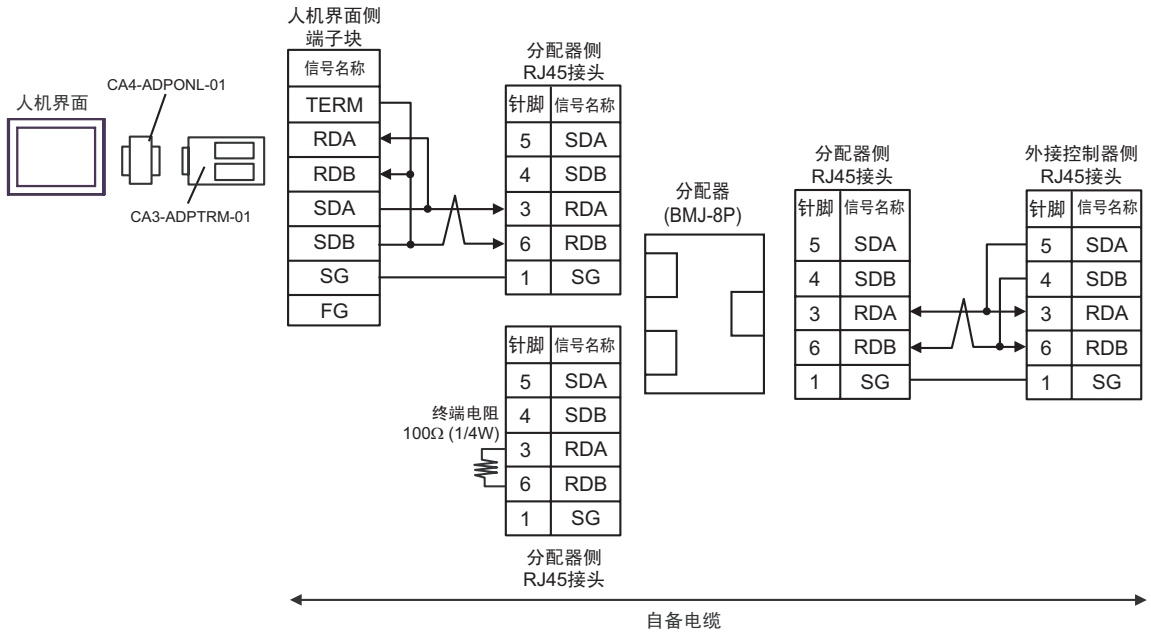 人机界面
CA4-ADPONL-01
CA3-ADPTRM-01
人机界面侧
端子块
信号名称
TERM
RDA
RDB
SDA
SDB
SG
FG
分配器侧
RJ45接头
针脚 信号名称
5 SDA
4 SDB
3 RDA
6 RDB
1 SG
终端电阻
100Ω (1/4W)
针脚 信号名称
5 SDA
4 SDB
3 RDA
6 RDB
1 SG
分配器侧
RJ45接头
分配器
(BMJ-8P)
分配器侧
RJ45接头
针脚 信号名称
5 SDA
4 SDB
3 RDA
6 RDB
1 SG
外接控制器侧
RJ45接头
针脚 信号名称
5 SDA
4 SDB
3 RDA
6 RDB
1 SG
自备电缆